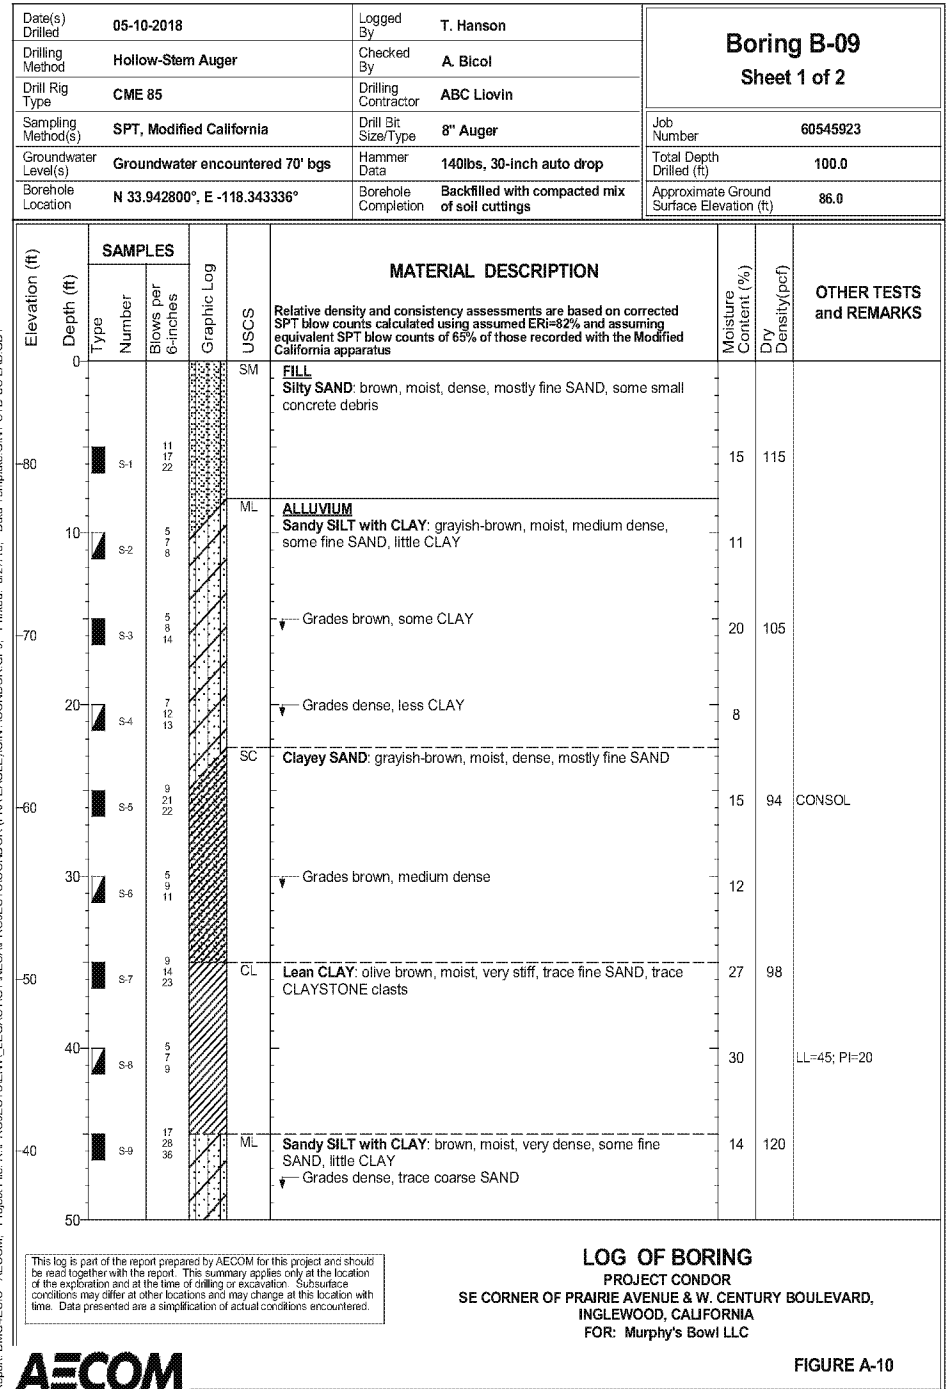 Date(s) Drilled 05-10-2018
Logged By T. Hanson
Drilling Method Hollow-Stem Auger
Checked By A. Bicol
Drill Rig Type CME 85
Drilling Contractor ABC Liovin
Sampling Method(s) SPT, Modified California
Drill Bit Size/Type 8" Auger
Groundwater Level(s) Groundwater encountered 70' bgs
Hammer Data 140lbs, 30-inch auto drop
Borehole Location N 33.942800°, E -118.343336°
Borehole Completion Backfilled with compacted mix of soil cuttings
Boring B-09
Sheet 1 of 2
Job Number 60545923
Total Depth Drilled (ft) 100.0
Approximate Ground Surface Elevation (ft) 86.0
Elevation (ft)
Depth (ft)
SAMPLES
Type
Number
Blows per 6-inches
Graphic Log
USCS
MATERIAL DESCRIPTION
Relative density and consistency assessments are based on corrected
SPT blow counts calculated using assumed ERi=82% and assuming
equivalent SPT blow counts of 65% of those recorded with the Modified
California apparatus
Moisture Content (%)
Dry Density(pcf)
OTHER TESTS and REMARKS
0
SM FILL
Silty SAND: brown, moist, dense, mostly fine SAND, some small
concrete debris
80 S-1 11 17 22 15 115
ML ALLUVIUM
Sandy SILT with CLAY: grayish-brown, moist, medium dense,
some fine SAND, little CLAY
10 S-2 5 7 8 11
Grades brown, some CLAY
70 S-3 5 8 14 20 105
20 S-4 7 12 13 Grades dense, less CLAY 8
SC Clayey SAND: grayish-brown, moist, dense, mostly fine SAND
60 S-5 9 21 22 15 94 CONSOL
30 S-6 5 9 11 Grades brown, medium dense 12
50 S-7 9 14 23 CL Lean CLAY: olive brown, moist, very stiff, trace fine SAND, trace 27 98
CLAYSTONE clasts
40 S-8 5 7 9 30 LL=45; PI=20
40 S-9 17 28 36 ML Sandy SILT with CLAY: brown, moist, very dense, some fine 14 120
SAND, little CLAY
Grades dense, trace coarse SAND
50
This log is part of the report prepared by AECOM for this project and should
be read together with the report. This summary applies only at the location
of the exploration and at the time of drilling or excavation. Subsurface
conditions may differ at other locations and may change at this location with
time. Data presented are a simplification of actual conditions encountered.
LOG OF BORING
PROJECT CONDOR
SE CORNER OF PRAIRIE AVENUE & W. CENTURY BOULEVARD,
INGLEWOOD, CALIFORNIA
FOR: Murphy's Bowl LLC
AECOM
FIGURE A-10